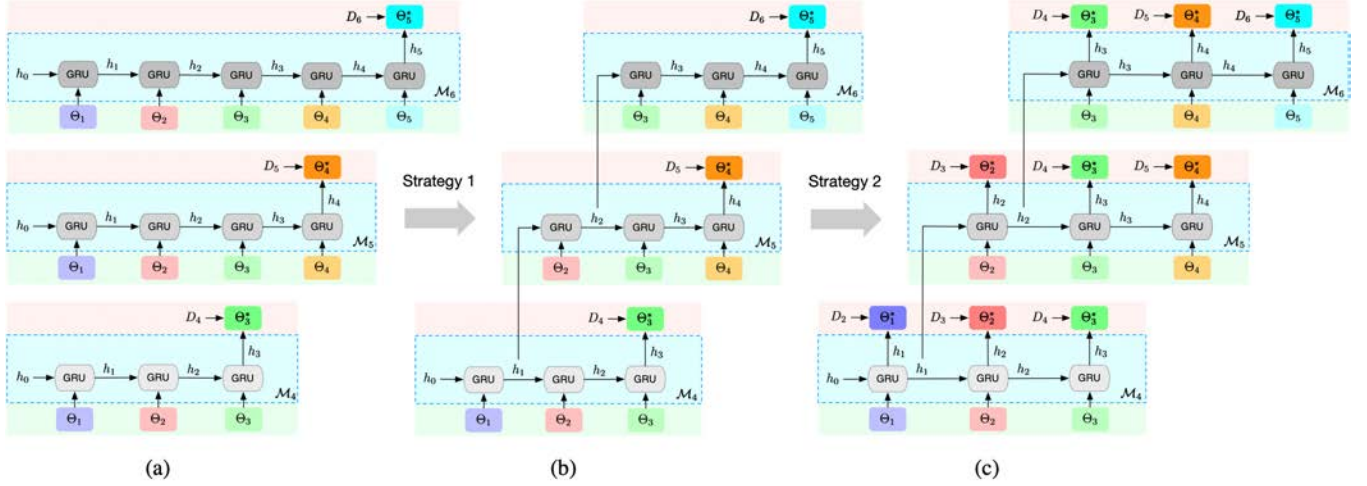 D₆ Θ₅* D₆ Θ₅* D₄ Θ₃* D₅ Θ₄* D₆ Θ₅*
h₅ h₅ h₃ h₄ h₅
h₀ GRU h₁ GRU h₂ GRU h₃ GRU h₄ GRU GRU h₃ GRU h₄ GRU GRU h₃ GRU h₄ GRU
M₆ M₆ M₆
Θ₁ Θ₂ Θ₃ Θ₄ Θ₅ Θ₃ Θ₄ Θ₅ Θ₃ Θ₄ Θ₅
D₅ Θ₄* D₅ Θ₄* D₃ Θ₂* D₄ Θ₃* D₅ Θ₄*
Strategy 1 Strategy 2
h₄ h₄ h₂ h₃ h₄
h₀ GRU h₁ GRU h₂ GRU h₃ GRU GRU h₂ GRU h₃ GRU GRU h₂ GRU h₃ GRU
M₅ M₅ M₅
Θ₁ Θ₂ Θ₃ Θ₄ Θ₂ Θ₃ Θ₄ Θ₂ Θ₃ Θ₄
D₄ Θ₃* D₄ Θ₃* D₂ Θ₁* D₃ Θ₂* D₄ Θ₃*
h₃ h₃ h₁ h₂ h₃
h₀ GRU h₁ GRU h₂ GRU h₀ GRU h₁ GRU h₂ GRU h₀ GRU h₁ GRU h₂ GRU
M₄ M₄ M₄
Θ₁ Θ₂ Θ₃ Θ₁ Θ₂ Θ₃ Θ₁ Θ₂ Θ₃
(a) (b) (c)